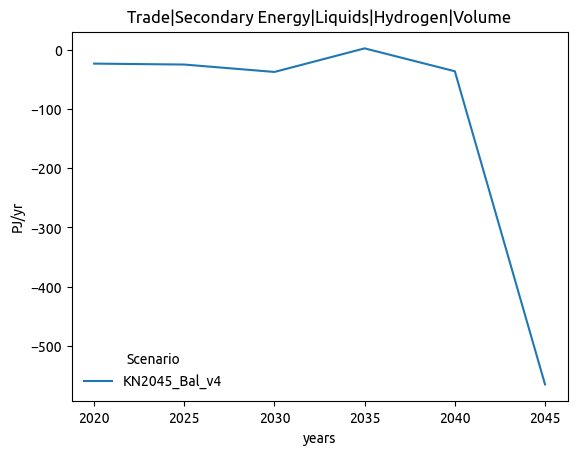 Trade|Secondary Energy|Liquids|Hydrogen|Volume
0
−100
−200
−300
−400
−500
PJ/yr
Scenario
KN2045_Bal_v4
2020 2025 2030 2035 2040 2045
years